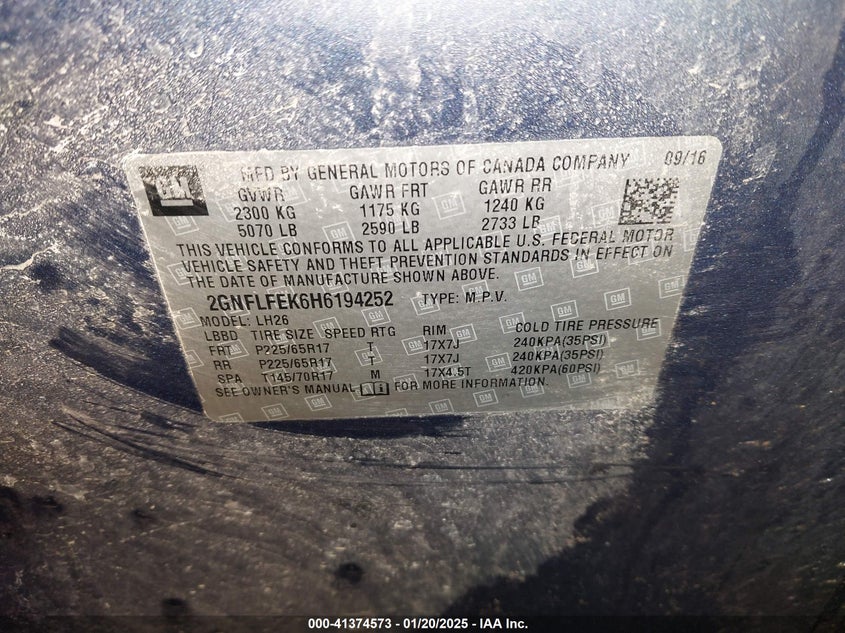 GM MFD BY GENERAL MOTORS OF CANADA COMPANY 09/16
GVWR GAWR FRT GAWR RR
2300 KG 1175 KG 1240 KG
5070 LB 2590 LB 2733 LB
THIS VEHICLE CONFORMS TO ALL APPLICABLE U.S. FEDERAL MOTOR
VEHICLE SAFETY AND THEFT PREVENTION STANDARDS IN EFFECT ON
THE DATE OF MANUFACTURE SHOWN ABOVE.
2GNFLFEK6H6194252 TYPE: M.P.V.
MODEL: LH26
LBBD TIRE SIZE SPEED RTG RIM COLD TIRE PRESSURE
FRT P225/65R17 T 17X7J 240KPA(35PSI)
RR P225/65R17 T 17X7J 240KPA(35PSI)
SPA T145/70R17 M 17X4.5T 420KPA(60PSI)
SEE OWNER'S MANUAL FOR MORE INFORMATION.
000-41374573 - 01/20/2025 - IAA Inc.